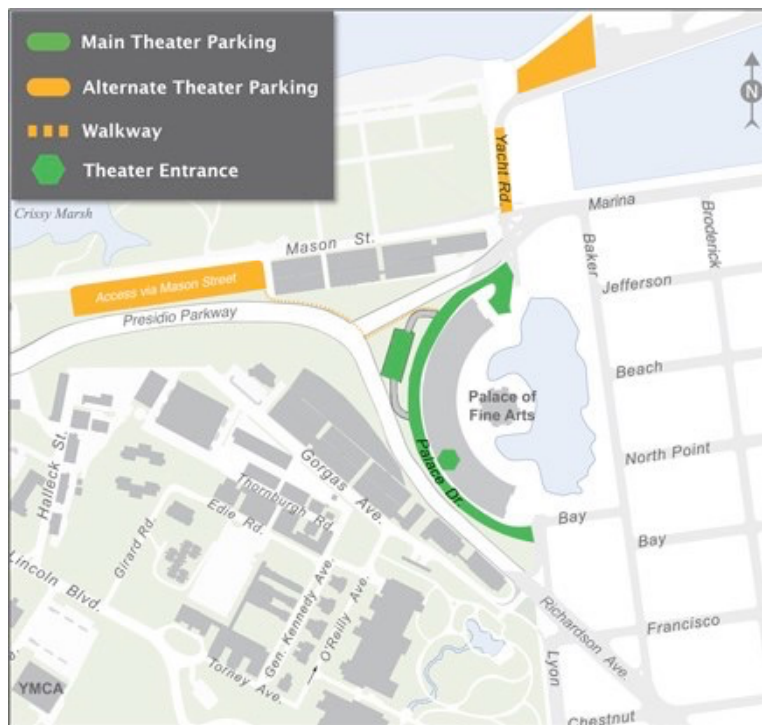 Main Theater Parking
Alternate Theater Parking
Walkway
Theater Entrance
N
Yacht Rd.
Crissy Marsh
Mason St.
Marina
Baker
Broderick
Access via Mason Street
Jefferson
Presidio Parkway
Beach
Palace of
Fine Arts
Halleck St.
North Point
Gorgas Ave.
Palace Dr.
Thornburgh Rd.
Edie Rd.
Bay
Bay
Girard Rd.
Lincoln Blvd.
Gen. Kennedy Ave.
O'Reilly Ave.
Richardson Ave.
Francisco
Torney Ave.
Lyon
YMCA
Chestnut